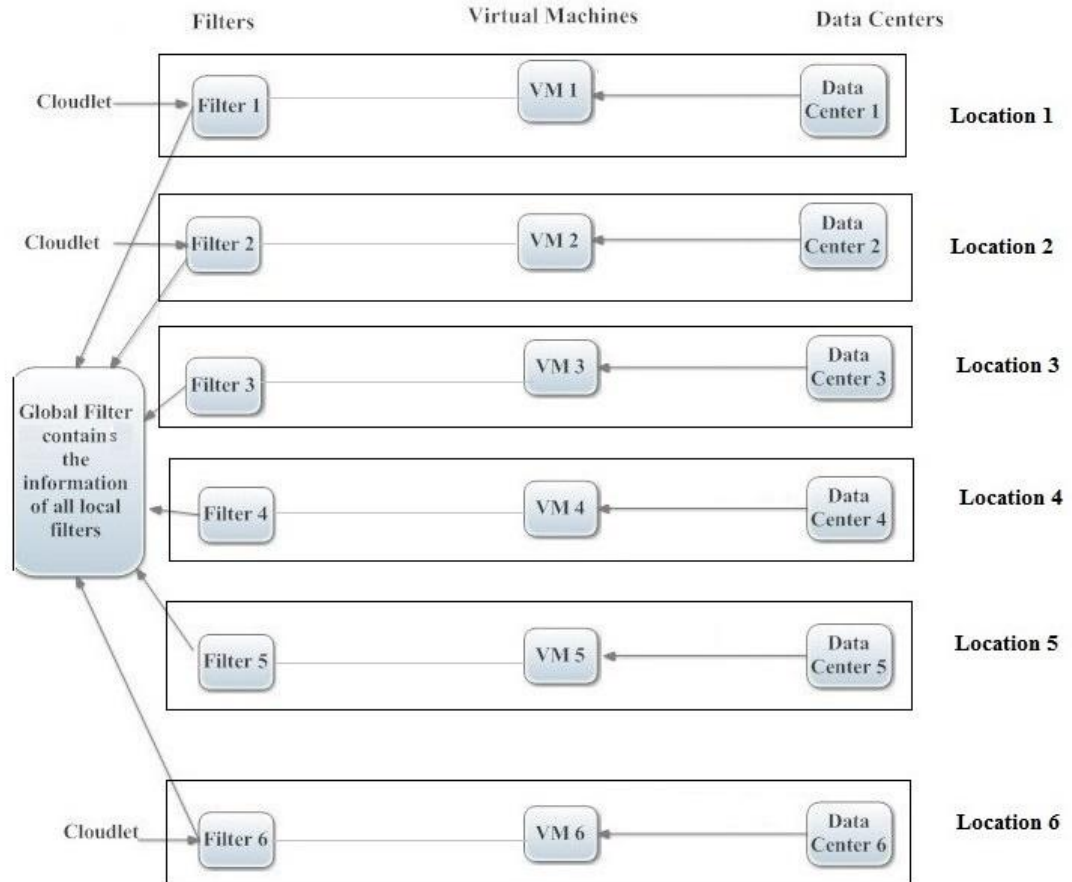 Filters
Virtual Machines
Data Centers
Cloudlet
Filter 1
VM 1
Data
Center 1
Location 1
Cloudlet
Filter 2
VM 2
Data
Center 2
Location 2
Filter 3
VM 3
Data
Center 3
Location 3
Global Filter
contains
the
information
of all local
filters
Filter 4
VM 4
Data
Center 4
Location 4
Filter 5
VM 5
Data
Center 5
Location 5
Cloudlet
Filter 6
VM 6
Data
Center 6
Location 6